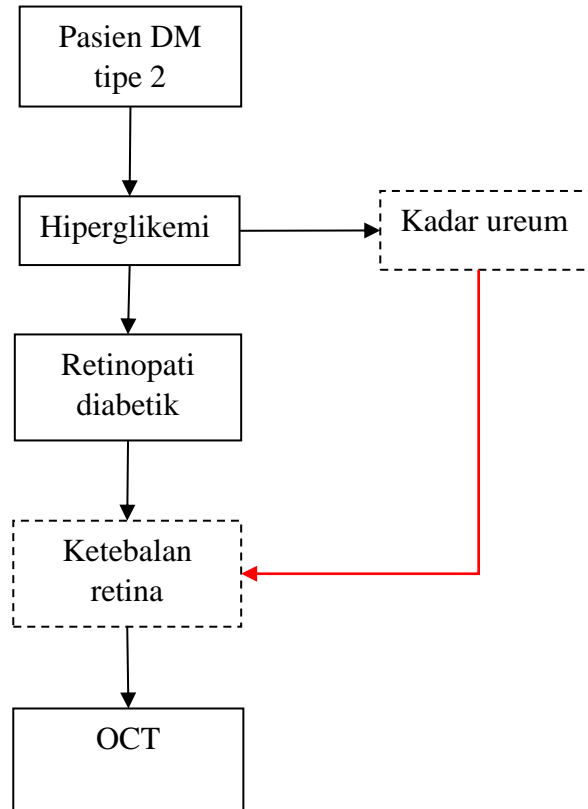 Pasien DM
tipe 2
Hiperglikemi
Kadar ureum
Retinopati
diabetik
Ketebalan
retina
OCT